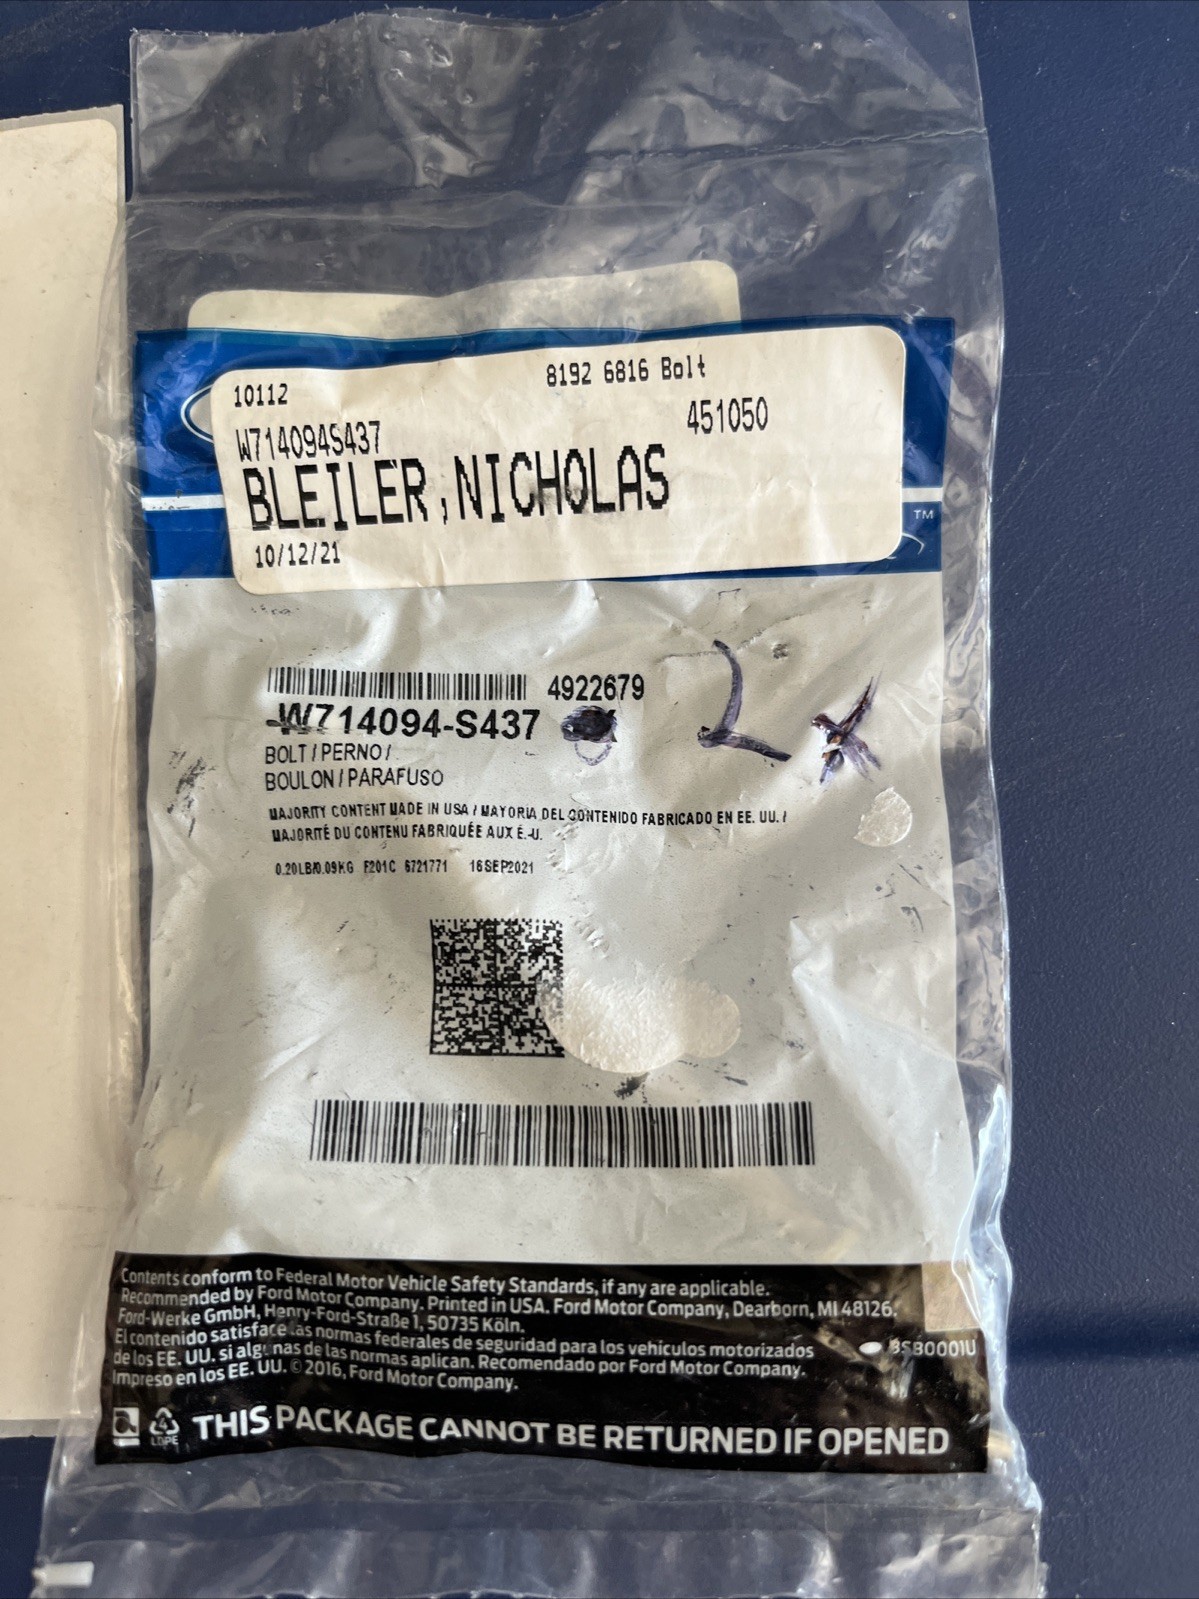 10112
8192 6816 Bolt
W714094S437
451050
BLEILER,NICHOLAS
10/12/21
TM
4922679
W714094-S437
2 x
BOLT / PERNO /
BOULON / PARAFUSO
MAJORITY CONTENT MADE IN USA / MAYORIA DEL CONTENIDO FABRICADO EN EE. UU. /
MAJORITÉ DU CONTENU FABRIQUÉE AUX É.-U.
0.20LB/0.09KG F201C 6721771 16SEP2021
Contents conform to Federal Motor Vehicle Safety Standards, if any are applicable.
Recommended by Ford Motor Company. Printed in USA. Ford Motor Company, Dearborn, MI 48126.
Ford-Werke GmbH, Henry-Ford-Straße 1, 50735 Köln.
El contenido satisface las normas federales de seguridad para los vehículos motorizados
de los EE. UU. si algunas de las normas aplican. Recomendado por Ford Motor Company.
Impreso en los EE. UU. © 2016, Ford Motor Company.
4
LDPE
THIS PACKAGE CANNOT BE RETURNED IF OPENED